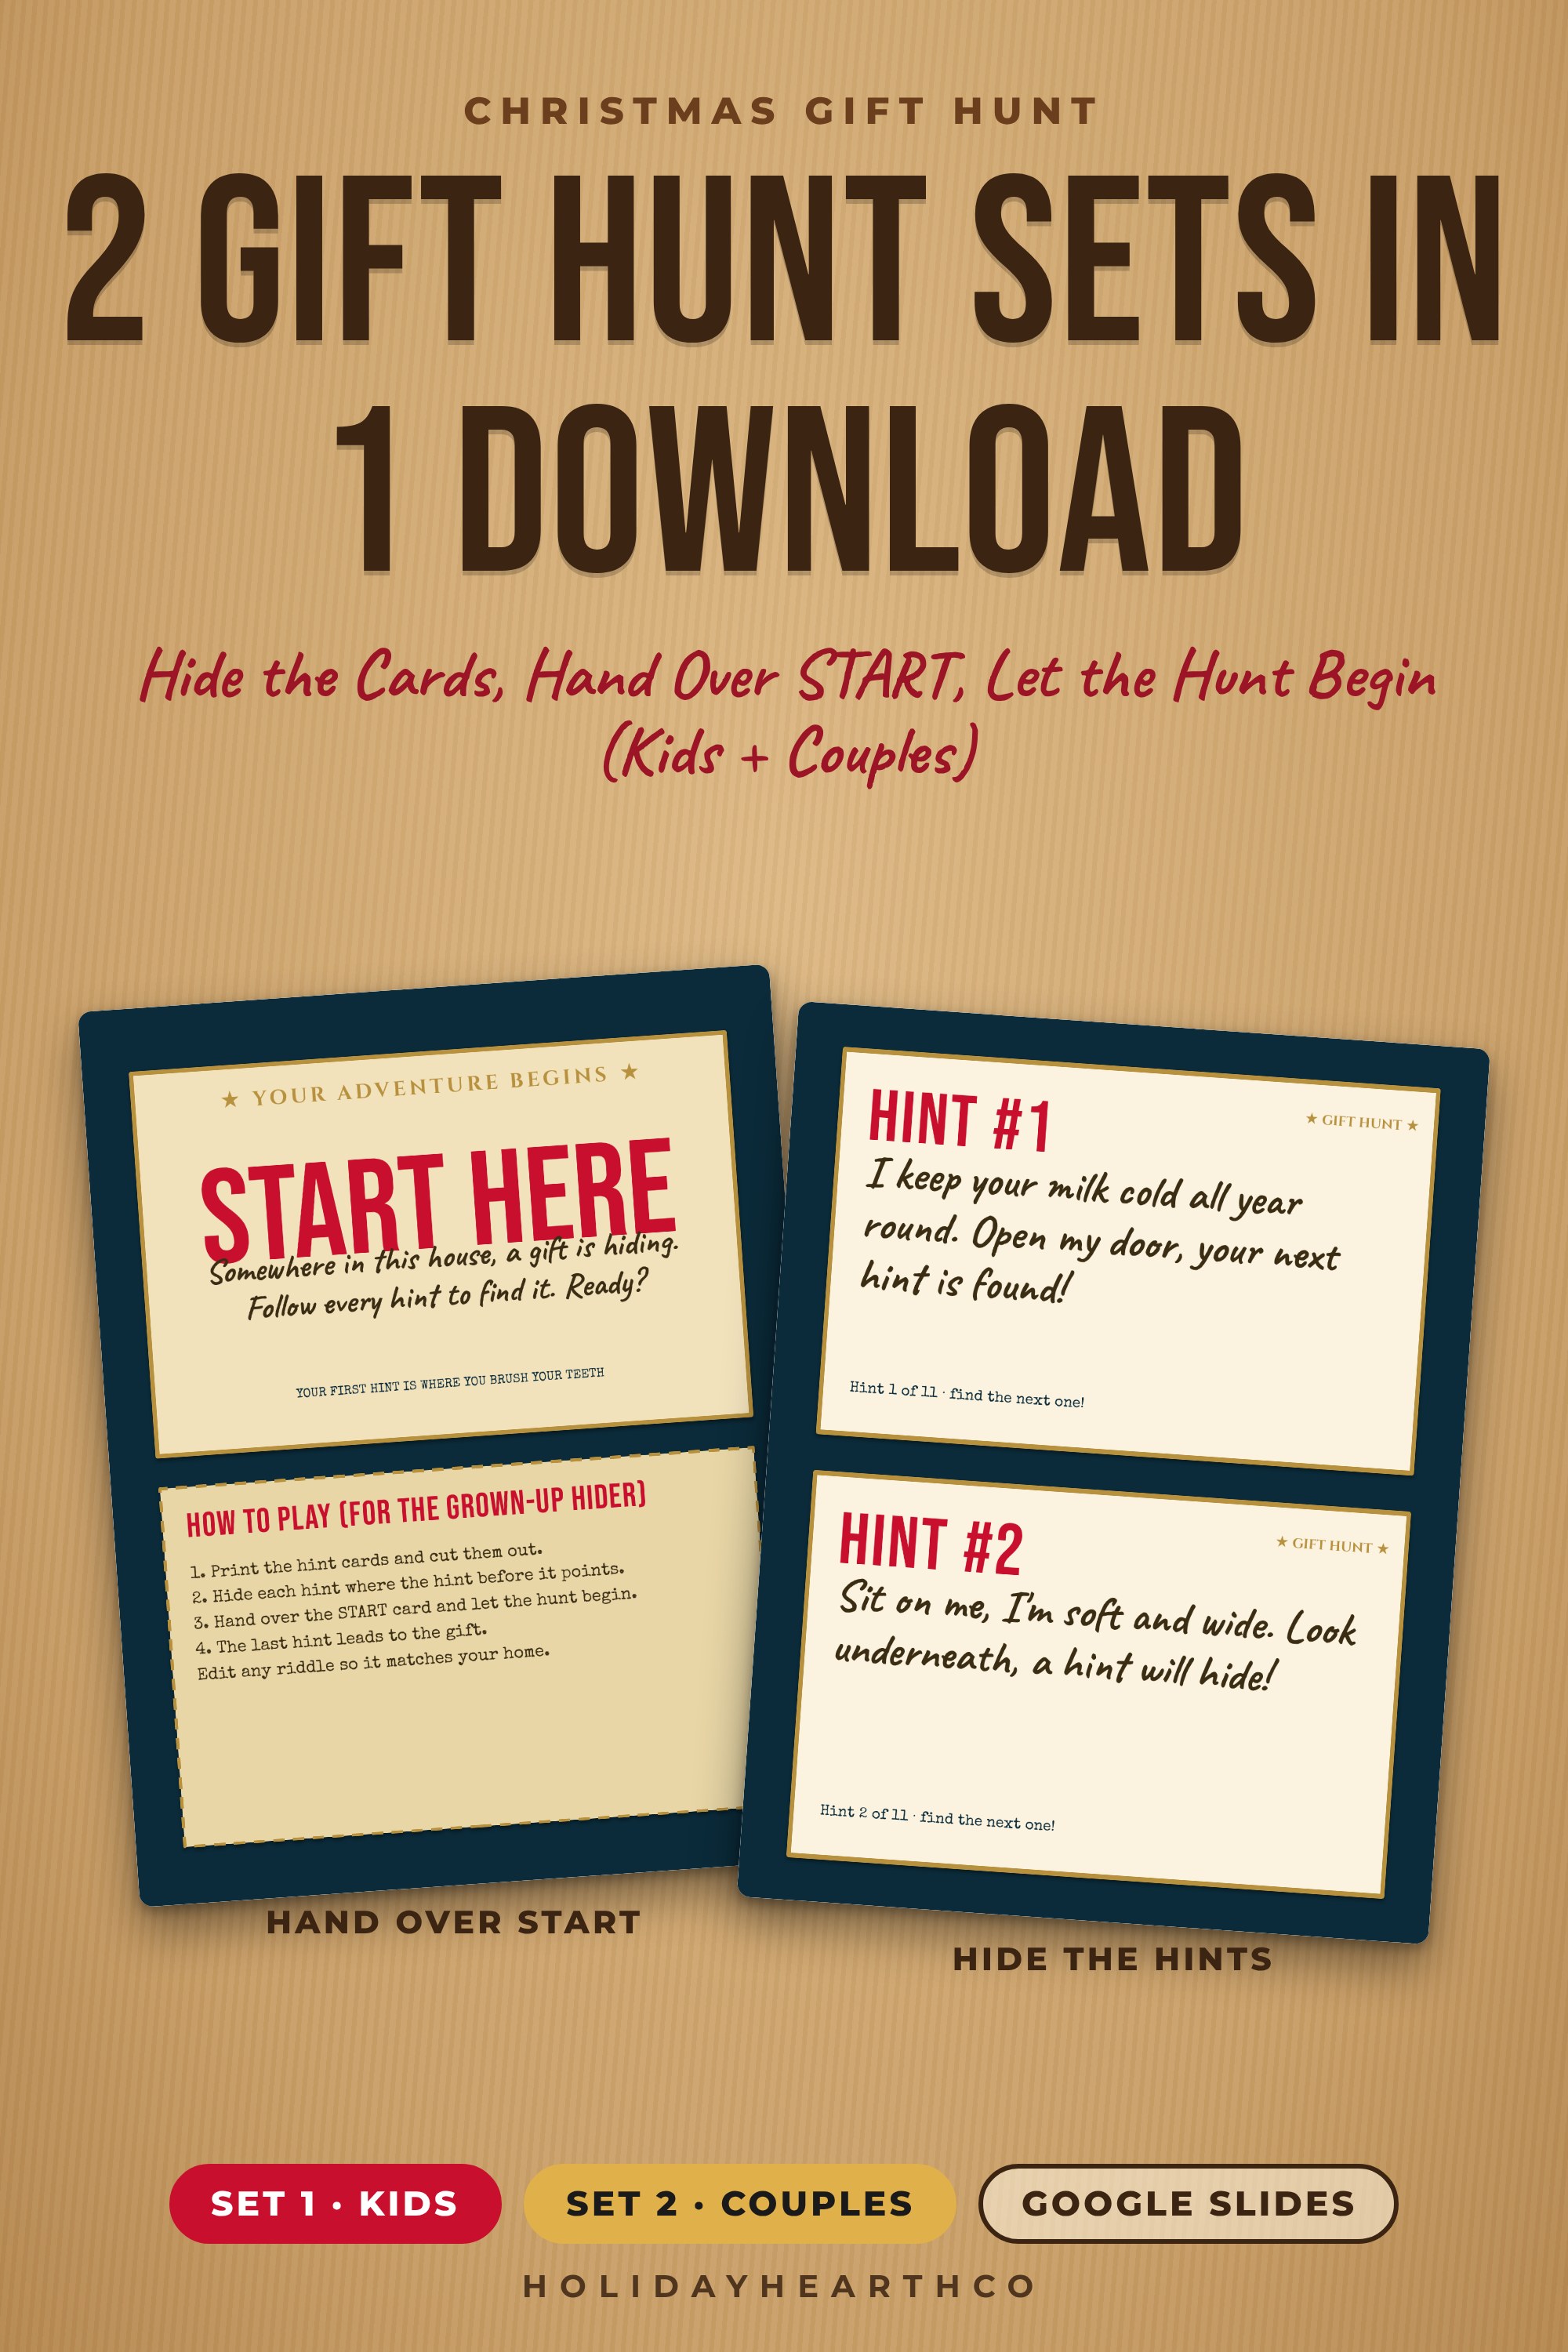 CHRISTMAS GIFT HUNT
2 GIFT HUNT SETS IN
1 DOWNLOAD
Hide the Cards, Hand Over START, Let the Hunt Begin
(Kids + Couples)
★ YOUR ADVENTURE BEGINS ★
START HERE
Somewhere in this house, a gift is hiding.
Follow every hint to find it. Ready?
YOUR FIRST HINT IS WHERE YOU BRUSH YOUR TEETH
HOW TO PLAY (FOR THE GROWN-UP HIDER)
1. Print the hint cards and cut them out.
2. Hide each hint where the hint before it points.
3. Hand over the START card and let the hunt begin.
4. The last hint leads to the gift.
Edit any riddle so it matches your home.
HAND OVER START
HINT #1
★ GIFT HUNT ★
I keep your milk cold all year
round. Open my door, your next
hint is found!
Hint 1 of 11 · find the next one!
HINT #2
★ GIFT HUNT ★
Sit on me, I'm soft and wide. Look
underneath, a hint will hide!
Hint 2 of 11 · find the next one!
HIDE THE HINTS
SET 1 · KIDS
SET 2 · COUPLES
GOOGLE SLIDES
HOLIDAYHEARTHCO